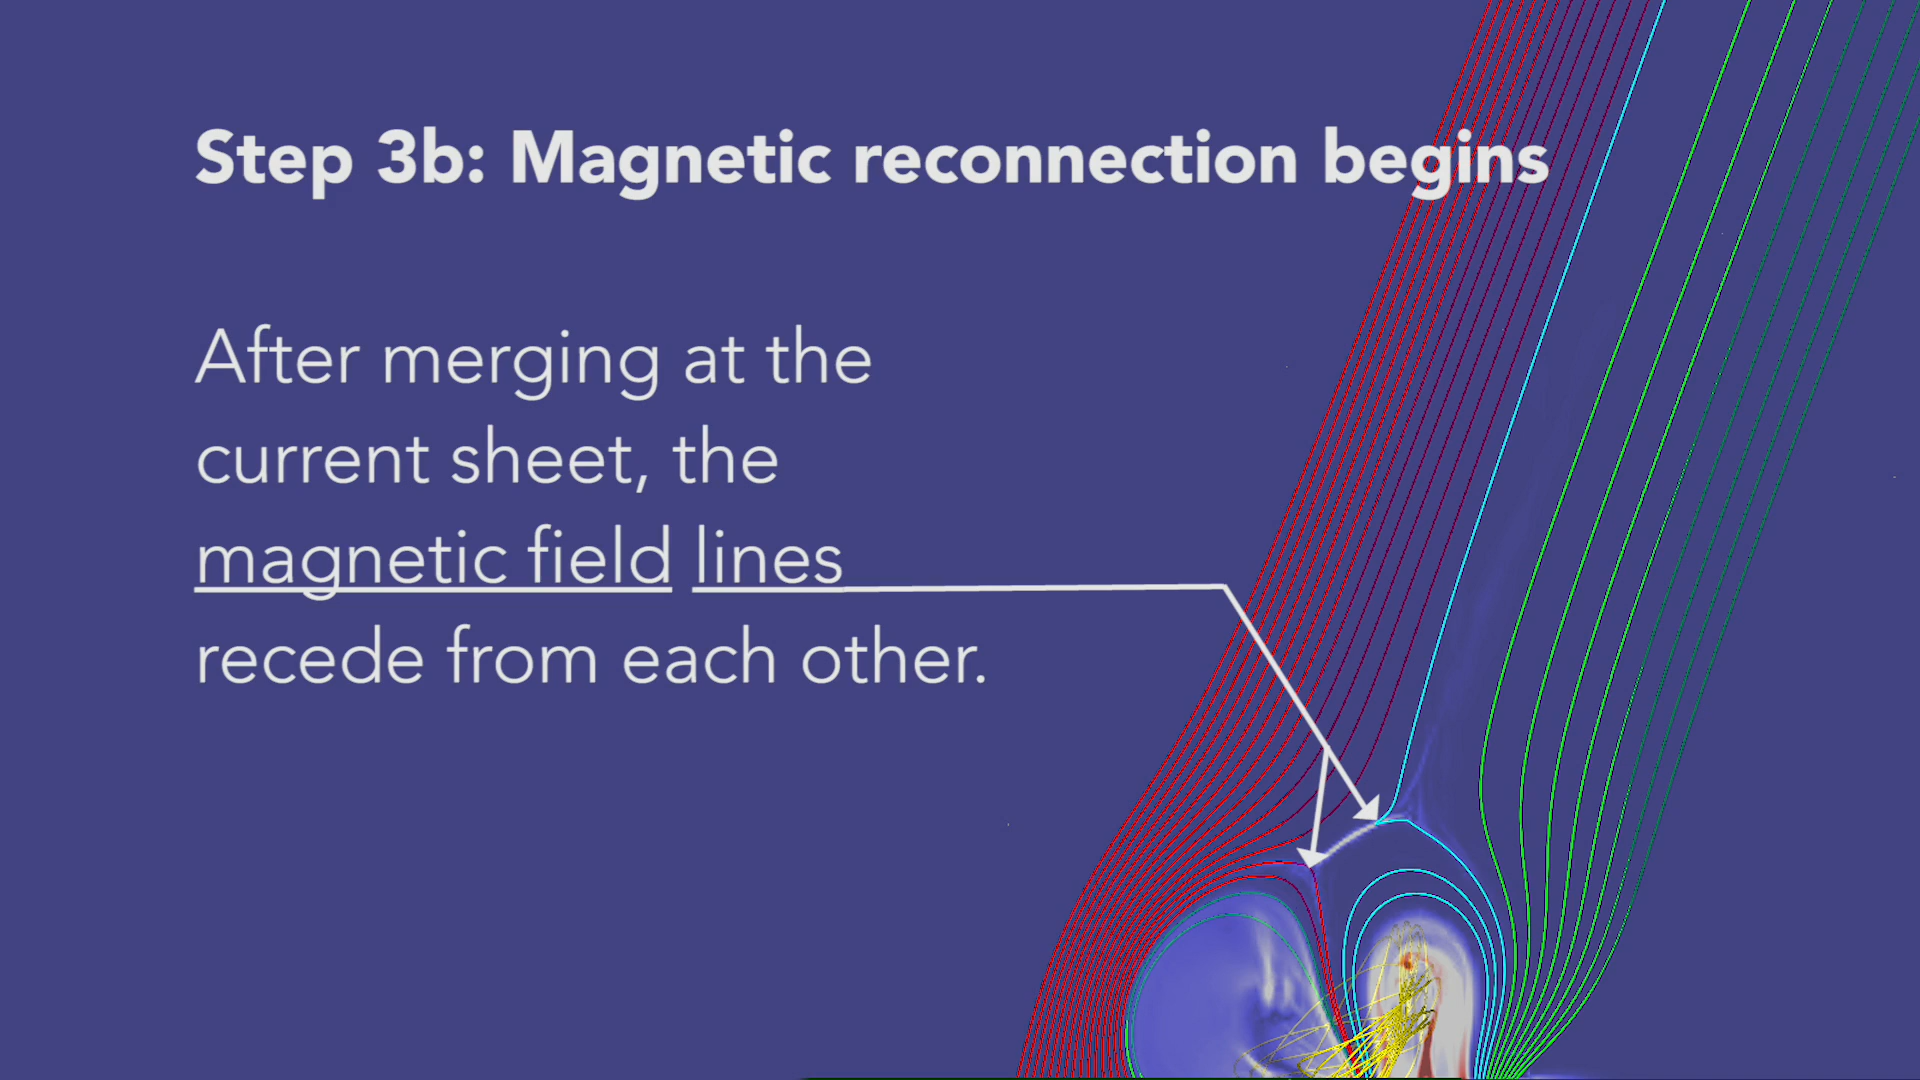 Step 3b: Magnetic reconnection begins
After merging at the
current sheet, the
magnetic field lines
recede from each other.